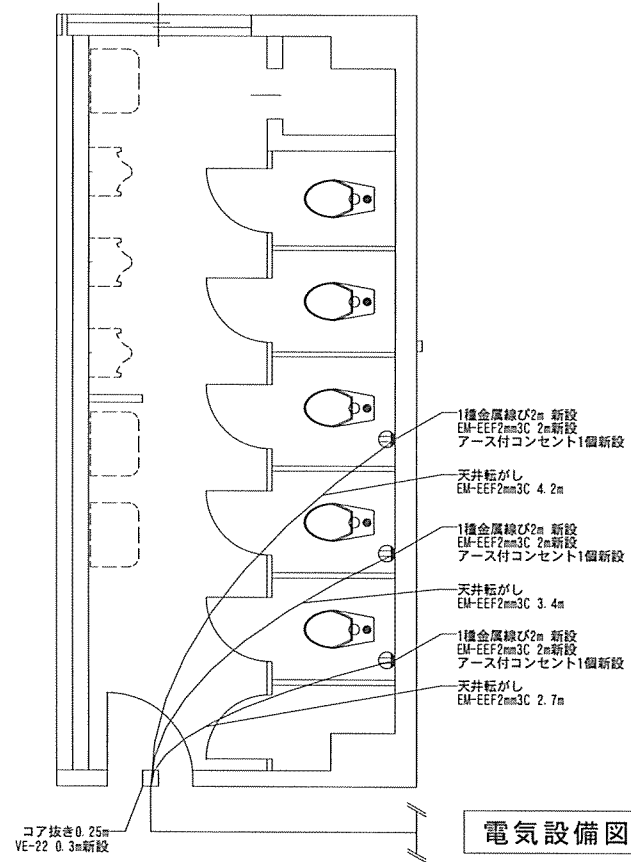 1種金属線ぴ2m 新設
EM-EEF2mm3C 2m新設
アース付コンセント1個新設
天井転がし
EM-EEF2mm3C 4.2m
1種金属線ぴ2m 新設
EM-EEF2mm3C 2m新設
アース付コンセント1個新設
天井転がし
EM-EEF2mm3C 3.4m
1種金属線ぴ2m 新設
EM-EEF2mm3C 2m新設
アース付コンセント1個新設
天井転がし
EM-EEF2mm3C 2.7m
コア抜き0.25m
VE-22 0.3m新設
電気設備図